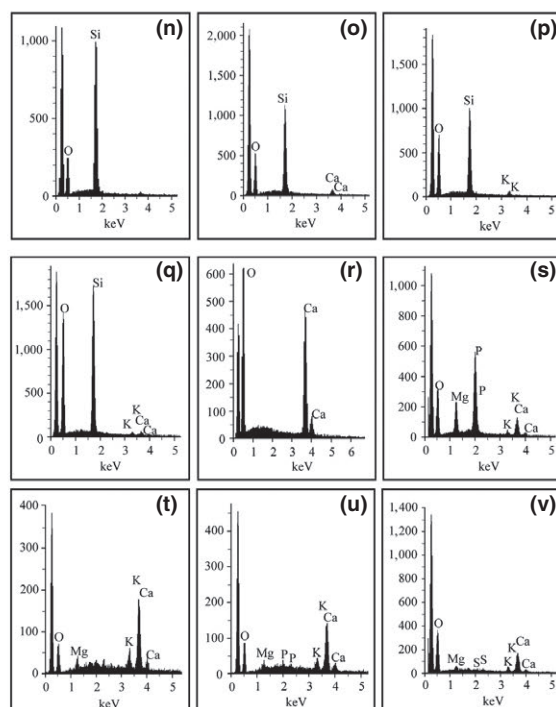 (n)
1,000
500
0
Si
O
0 1 2 3 4 5
keV
(o)
2,000
1,500
1,000
500
0
Si
O
Ca
Ca
0 1 2 3 4 5
keV
(p)
1,500
1,000
500
0
Si
O
K
K
0 1 2 3 4 5
keV
(q)
1,500
1,000
500
0
O
Si
K
K
Ca
Ca
0 1 2 3 4 5
keV
(r)
600
400
200
0
O
Ca
Ca
0 1 2 3 4 5 6
keV
(s)
1,000
800
600
400
200
0
O
Mg
P
P
K
K
Ca
Ca
0 1 2 3 4 5
keV
(t)
400
300
200
100
0
O
Mg
K
K
Ca
Ca
0 1 2 3 4 5
keV
(u)
400
300
200
100
0
O
Mg
P P
K
K
Ca
Ca
0 1 2 3 4 5
keV
(v)
1,400
1,200
1,000
800
600
400
200
0
O
Mg
S S
K
K
Ca
Ca
0 1 2 3 4 5
keV